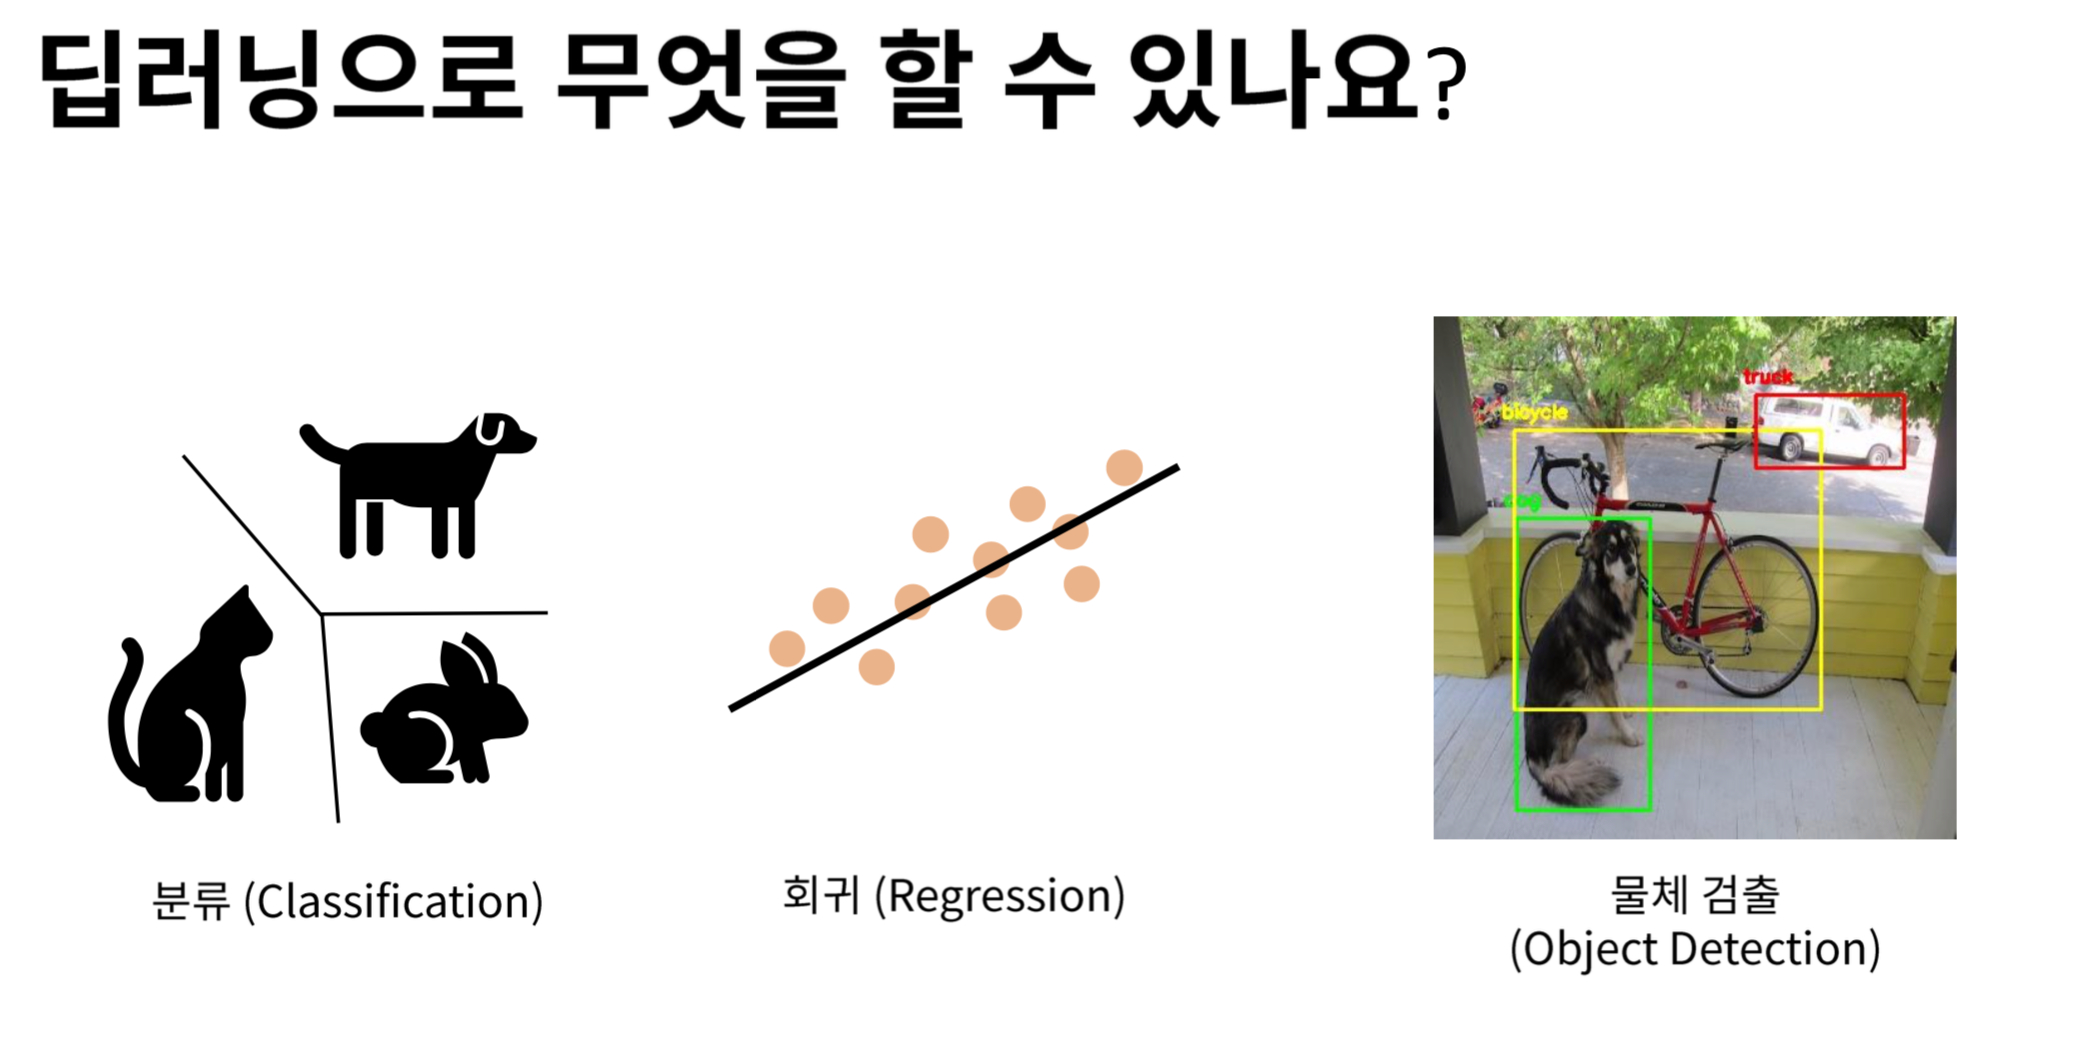 딥러닝으로 무엇을 할 수 있나요?
truck
bicycle
dog
분류 (Classification)
회귀 (Regression)
물체 검출
(Object Detection)